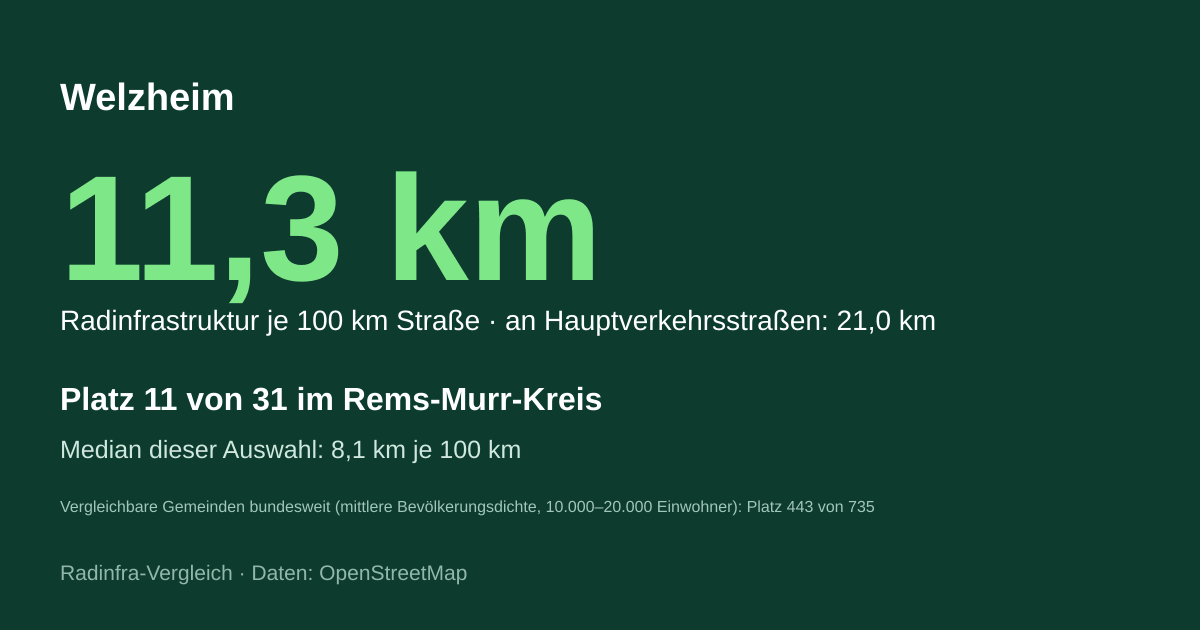 Welzheim
11,3 km
Radinfrastruktur je 100 km Straße · an Hauptverkehrsstraßen: 21,0 km
Platz 11 von 31 im Rems-Murr-Kreis
Median dieser Auswahl: 8,1 km je 100 km
Vergleichbare Gemeinden bundesweit (mittlere Bevölkerungsdichte, 10.000–20.000 Einwohner): Platz 443 von 735
Radinfra-Vergleich · Daten: OpenStreetMap